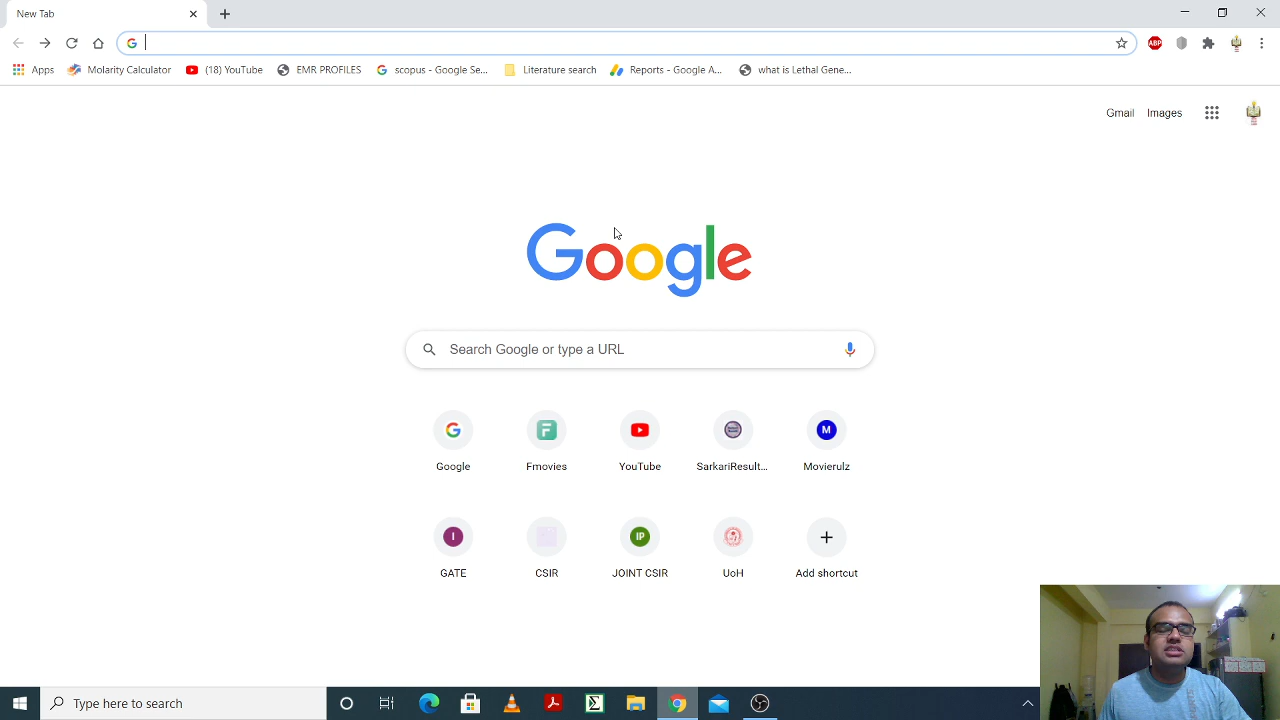 New Tab
Apps Molarity Calculator (18) YouTube EMR PROFILES scopus - Google Se... Literature search Reports - Google A... what is Lethal Gene...
ABP
Gmail Images
Google
Search Google or type a URL
Google Fmovies YouTube SarkariResult... Movierulz
M
I
IP
GATE CSIR JOINT CSIR UoH Add shortcut
Type here to search